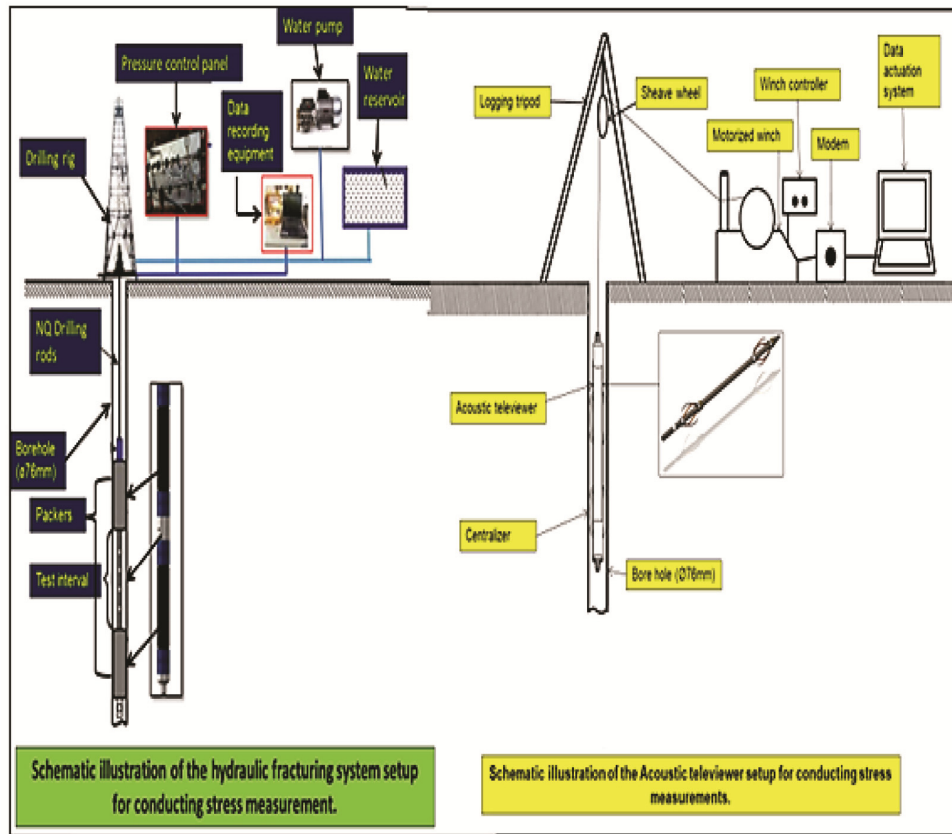 Water pump
Pressure control panel
Water
reservoir
Data
recording
equipment
Drilling rig
NQ Drilling
rods
Borehole
(ø76mm)
Packers
Test interval
Schematic illustration of the hydraulic fracturing system setup
for conducting stress measurement.
Data
actuation
system
Winch controller
Logging tripod
Sheave wheel
Motorized winch
Modem
Acoustic televiewer
Centralizer
Bore hole (Ø76mm)
Schematic illustration of the Acoustic televiewer setup for conducting stress
measurements.